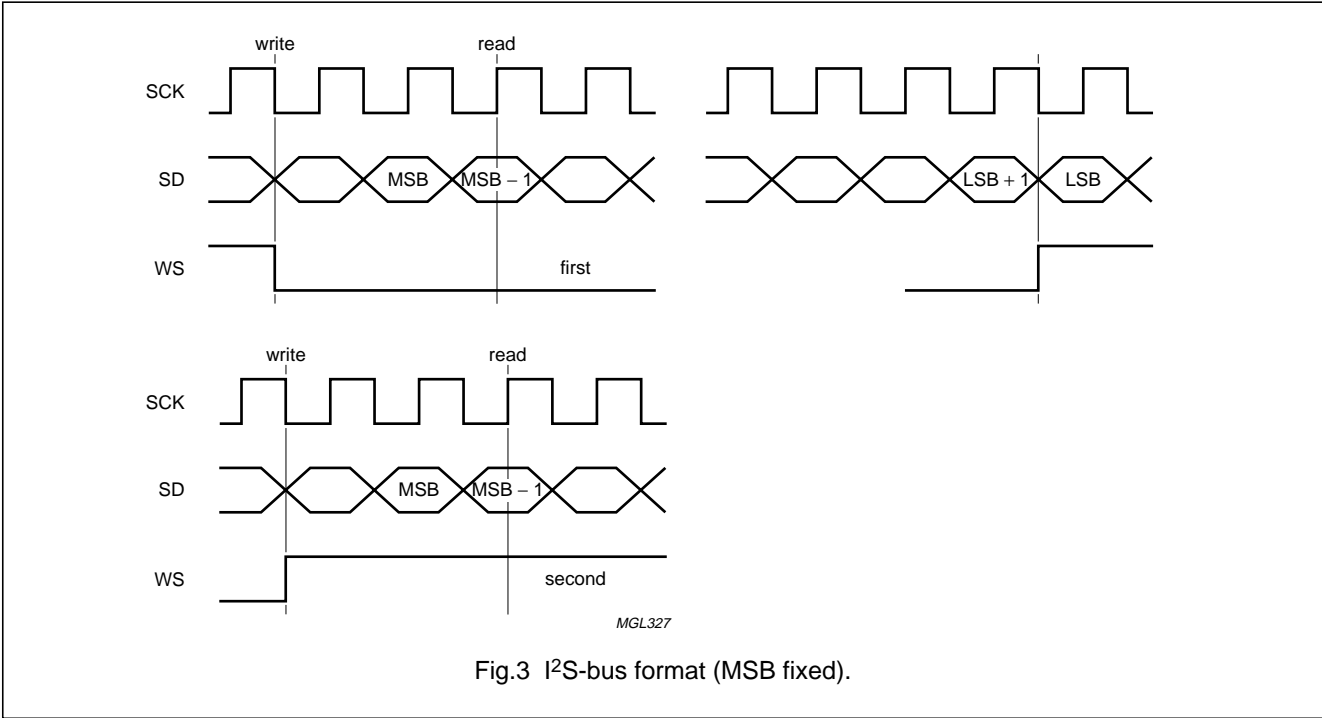 write read
SCK
SD MSB MSB – 1 LSB + 1 LSB
WS first
write read
SCK
SD MSB MSB – 1
WS second
MGL327
Fig.3 I²S-bus format (MSB fixed).